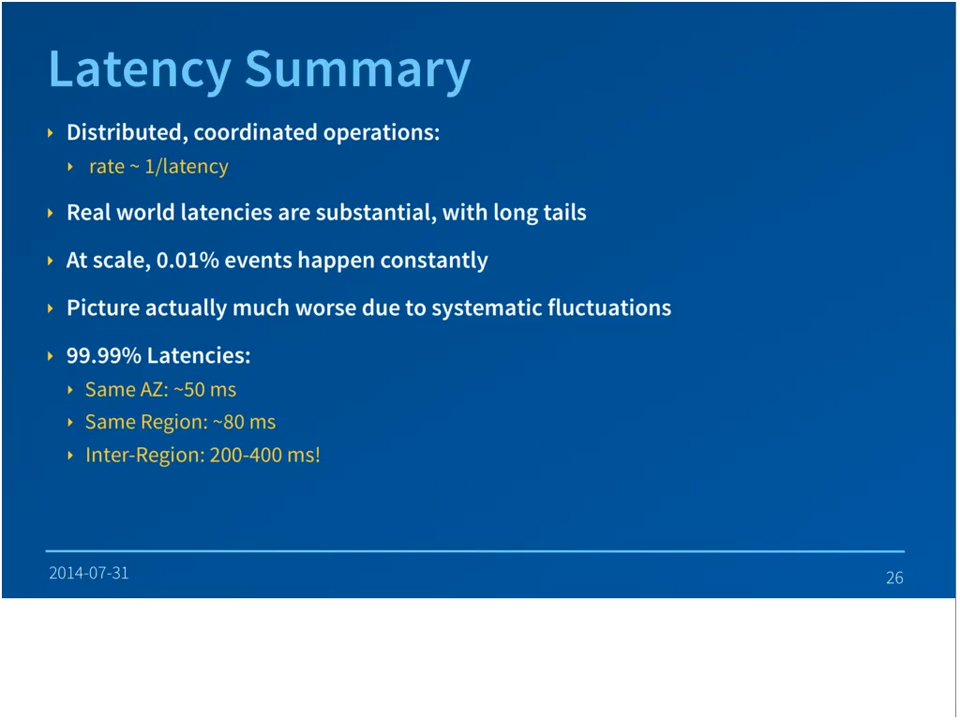 Latency Summary
Distributed, coordinated operations:
rate ~ 1/latency
Real world latencies are substantial, with long tails
At scale, 0.01% events happen constantly
Picture actually much worse due to systematic fluctuations
99.99% Latencies:
Same AZ: ~50 ms
Same Region: ~80 ms
Inter-Region: 200-400 ms!
2014-07-31
26